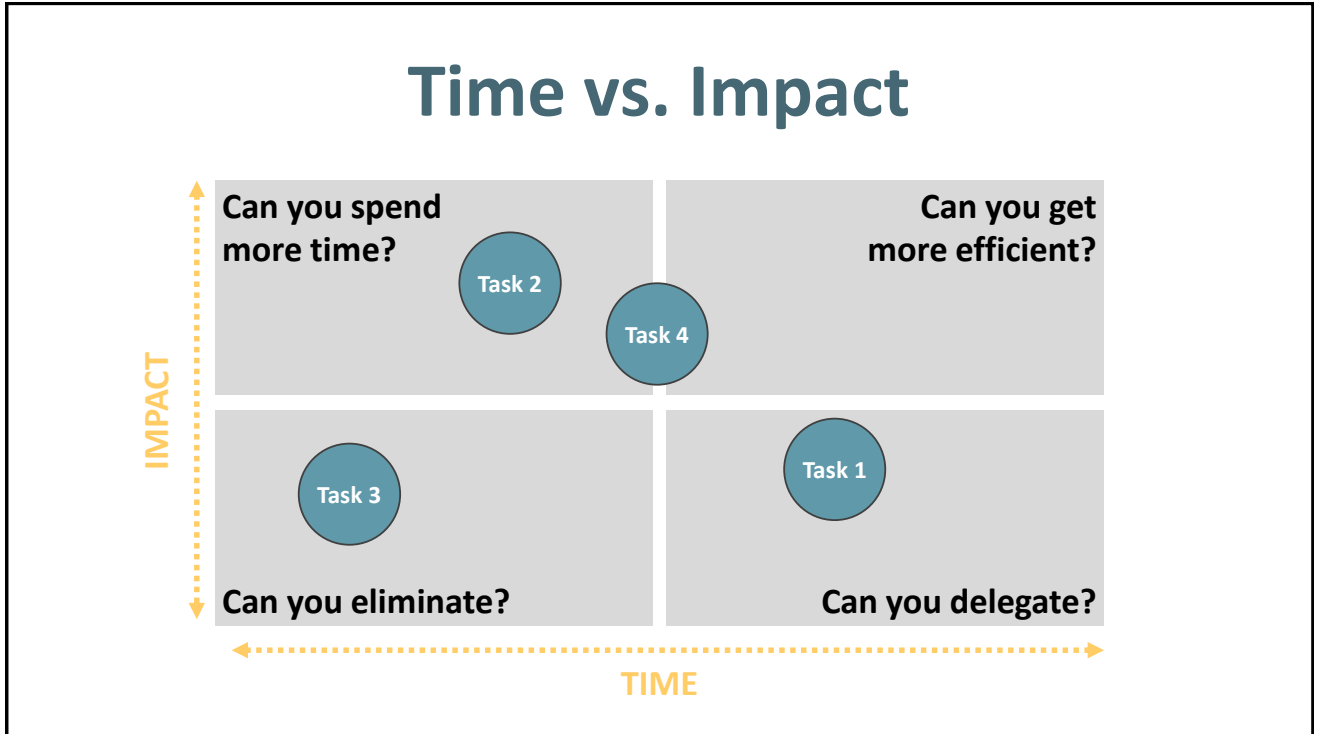 Time vs. Impact
Can you spend
more time?
Can you get
more efficient?
Task 2
Task 4
IMPACT
Task 3
Task 1
Can you eliminate?
Can you delegate?
TIME